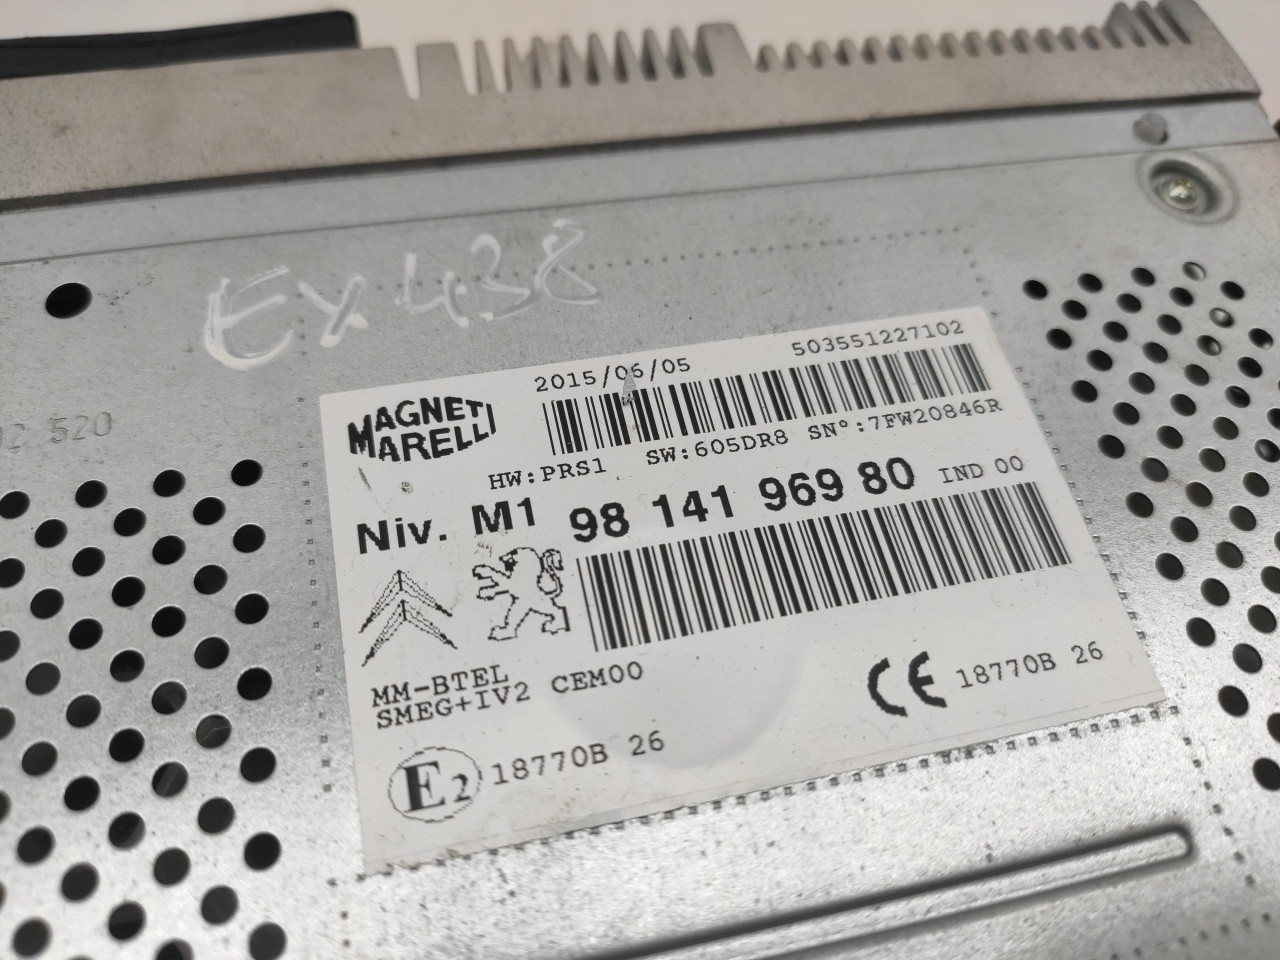 Ex438
520
2015/06/05 503551227102
MAGNETI
MARELLI
HW:PRS1 SW:605DR8 SN°:7FW20846R
Niv. M1 98 141 969 80 IND 00
MM-BTEL
SMEG+IV2 CEM00
CE 18770B 26
E2 18770B 26